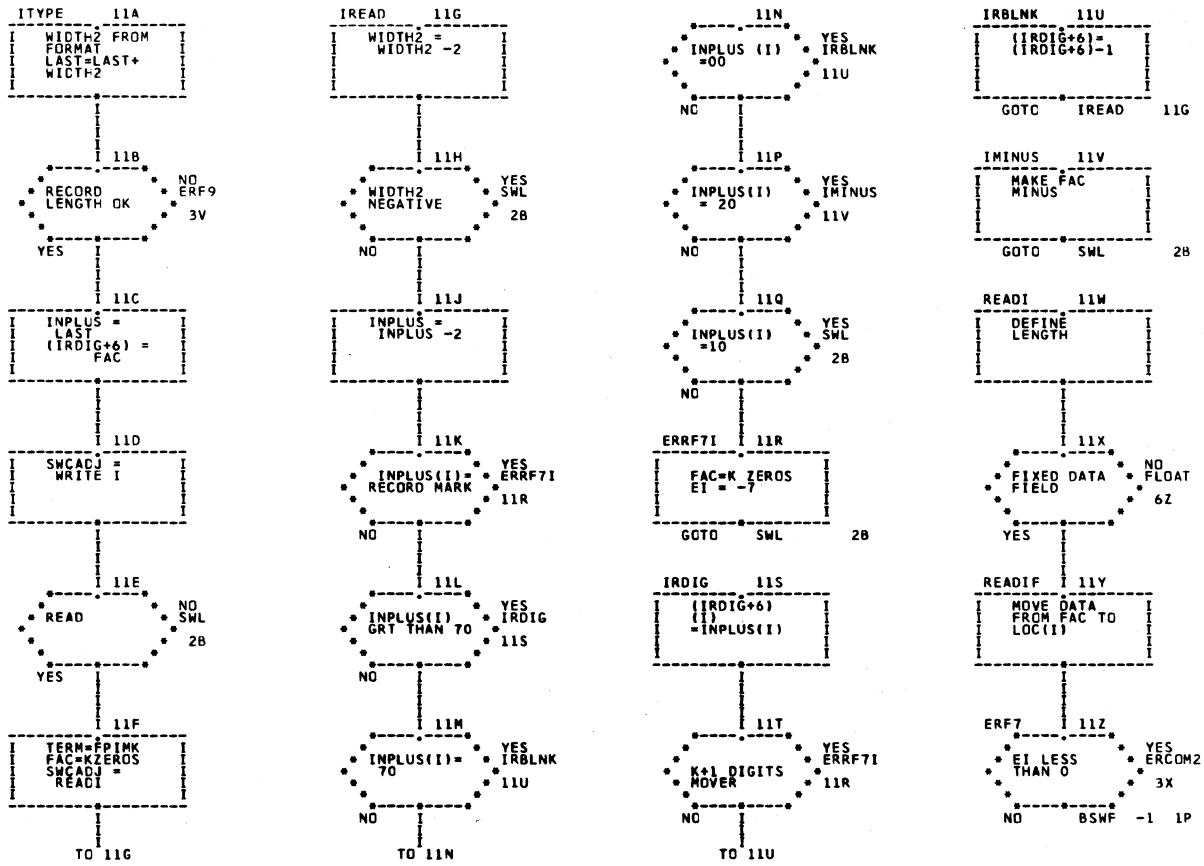 ITYPE 11A
WIDTH2 FROM
FORMAT
LAST=LAST+
WIDTH2
11B
RECORD
LENGTH OK
NO
ERF9
3V
YES
11C
INPLUS =
LAST
(IRDIG+6) =
FAC
11D
SWCADJ =
WRITE I
11E
READ
NO
SWL
2B
YES
11F
TERM=FPIMK
FAC=KZEROS
SWCADJ =
READI
TO 11G
IREAD 11G
WIDTH2 =
WIDTH2 -2
11H
WIDTH2
NEGATIVE
YES
SWL
2B
NO
11J
INPLUS =
INPLUS -2
11K
INPLUS(I)=
RECORD MARK
YES
ERRF7I
11R
NO
11L
INPLUS(I)
GRT THAN 70
YES
IRDIG
11S
NO
11M
INPLUS(I)=
70
YES
IRBLNK
11U
NO
TO 11N
11N
INPLUS (I)
=00
YES
IRBLNK
11U
NO
11P
INPLUS(I)
= 20
YES
IMINUS
11V
NO
11Q
INPLUS(I)
=10
YES
SWL
2B
NO
ERRF7I 11R
FAC=K ZEROS
EI = -7
GOTO SWL 2B
IRDIG 11S
(IRDIG+6)
(I)
=INPLUS(I)
11T
K+1 DIGITS
MOVER
YES
ERRF7I
11R
NO
TO 11U
IRBLNK 11U
(IRDIG+6)=
(IRDIG+6)-1
GOTO IREAD 11G
IMINUS 11V
MAKE FAC
MINUS
GOTO SWL 2B
READI 11W
DEFINE
LENGTH
11X
FIXED DATA
FIELD
NO
FLOAT
6Z
YES
READIF 11Y
MOVE DATA
FROM FAC TO
LOC(I)
ERF7 11Z
EI LESS
THAN 0
YES
ERCOM2
3X
NO BSWF -1 1P